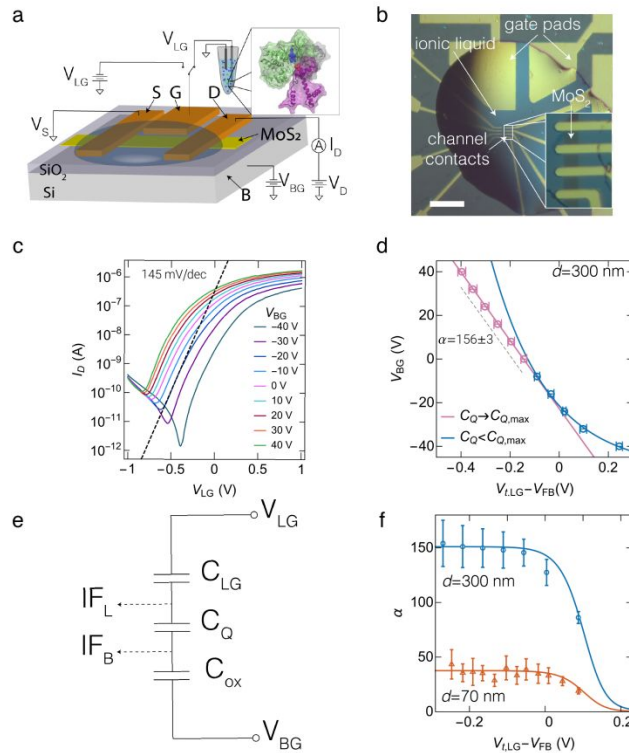 a
V_LG
V_LG
S G D
V_S
MoS₂
I_D
A
SiO₂
Si
B
V_BG
V_D
b
gate pads
ionic liquid
MoS₂
channel
contacts
c
145 mV/dec
I_D (A)
10⁻⁶
10⁻⁷
10⁻⁸
10⁻⁹
10⁻¹⁰
10⁻¹¹
10⁻¹²
V_BG
−40 V
−30 V
−20 V
−10 V
0 V
10 V
20 V
30 V
40 V
-1.0 -0.5 0.0 0.5 1.0
V_LG (V)
d
d=300 nm
V_BG (V)
40
20
0
-20
-40
α=156±3
C_Q→C_Q,max
C_Q<C_Q,max
-0.4 -0.2 0 0.2
V_t,LG−V_FB(V)
e
V_LG
C_LG
IF_L
C_Q
IF_B
C_ox
V_BG
f
α
150
100
50
0
d=300 nm
d=70 nm
-0.2 -0.1 0 0.1 0.2
V_t,LG−V_FB (V)